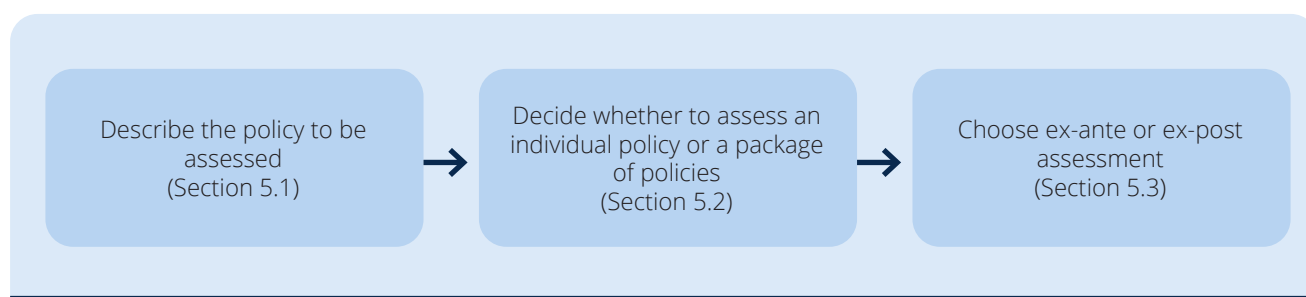 Describe the policy to be
assessed
(Section 5.1)
Decide whether to assess an
individual policy or a package
of policies
(Section 5.2)
Choose ex-ante or ex-post
assessment
(Section 5.3)